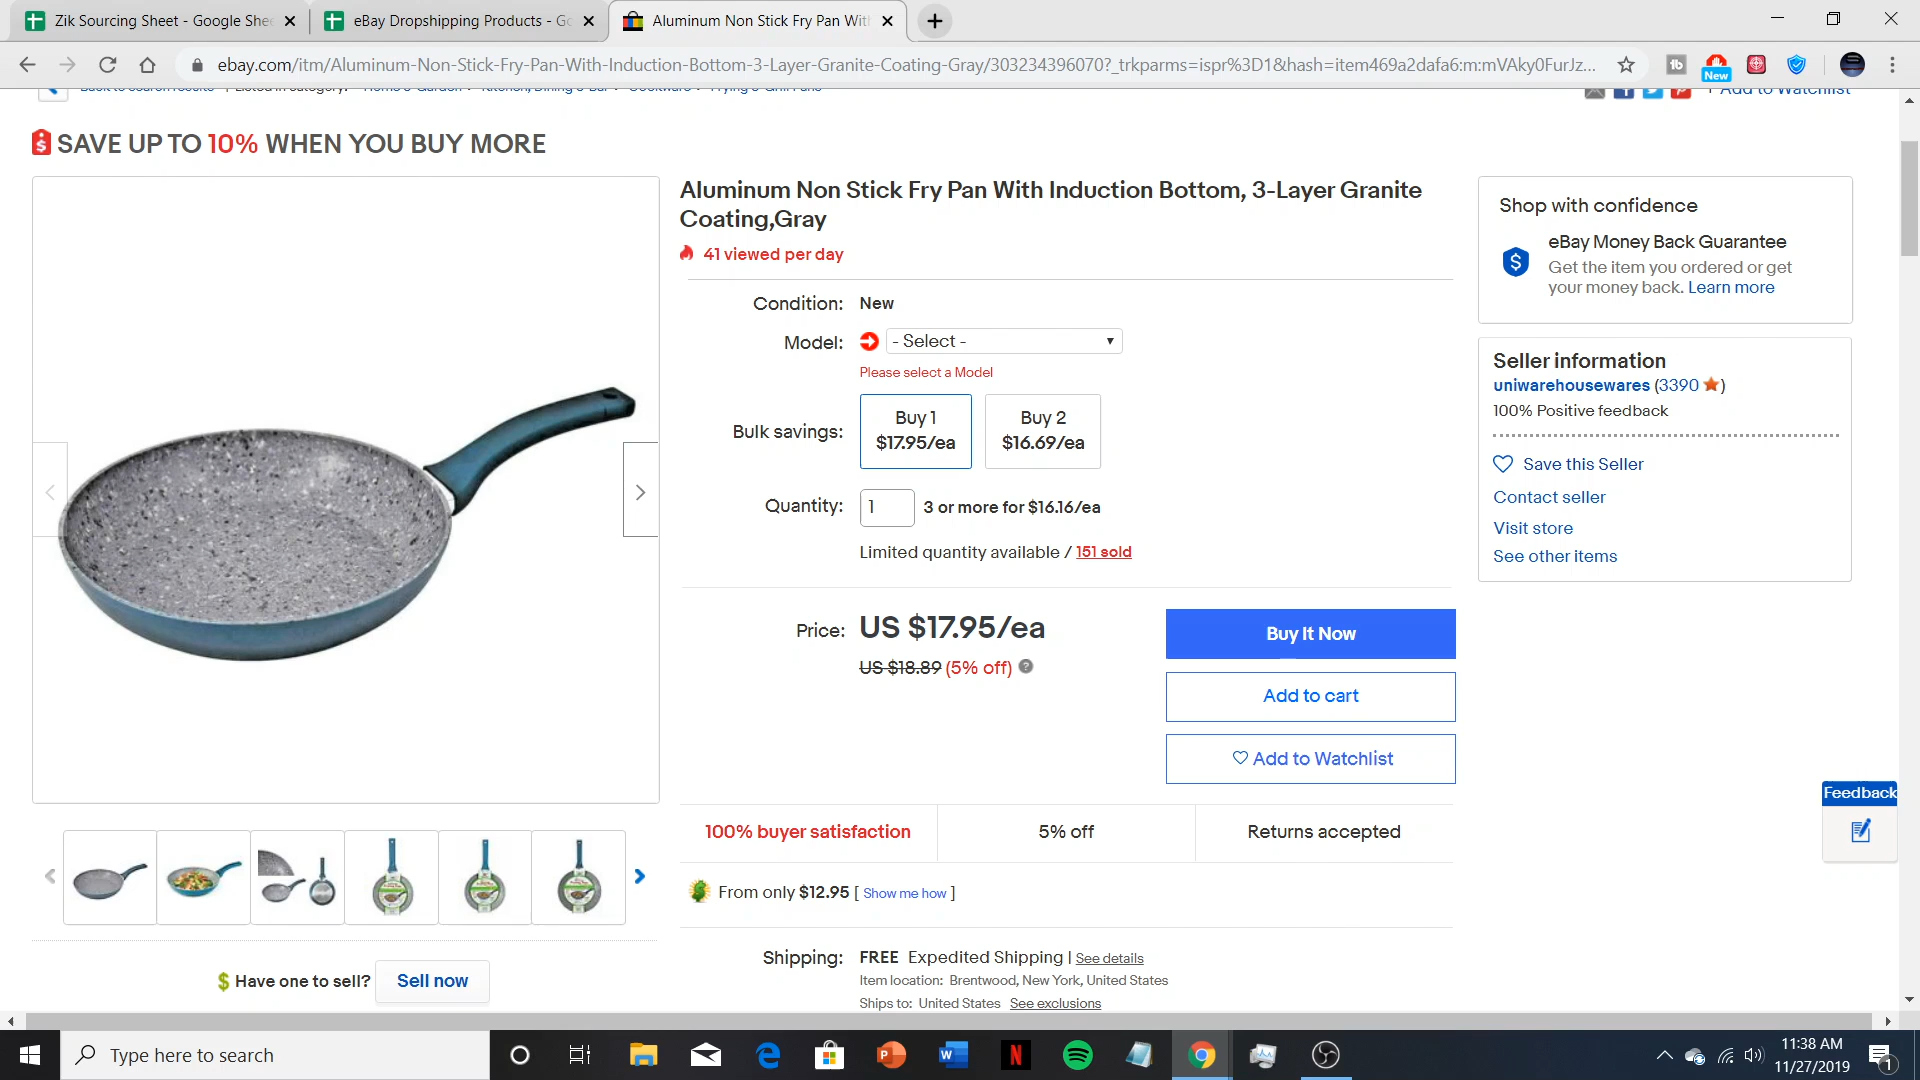 Zik Sourcing Sheet - Google She
eBay Dropshipping Products - Go
Aluminum Non Stick Fry Pan With
ebay.com/itm/Aluminum-Non-Stick-Fry-Pan-With-Induction-Bottom-3-Layer-Granite-Coating-Gray/303234396070?_trkparms=ispr%3D1&hash=item469a2dafa6:m:mVAky0FurJz...
New
Add to Watchlist
SAVE UP TO 10% WHEN YOU BUY MORE
Aluminum Non Stick Fry Pan With Induction Bottom, 3-Layer Granite
Coating,Gray
41 viewed per day
Condition: New
Model: - Select -
Please select a Model
Bulk savings:
Buy 1
$17.95/ea
Buy 2
$16.69/ea
Quantity: 1 3 or more for $16.16/ea
Limited quantity available / 151 sold
Price: US $17.95/ea
US $18.89 (5% off)
Buy It Now
Add to cart
Add to Watchlist
100% buyer satisfaction
5% off
Returns accepted
From only $12.95 [ Show me how ]
Shipping: FREE Expedited Shipping | See details
Item location: Brentwood, New York, United States
Ships to: United States See exclusions
Have one to sell? Sell now
Shop with confidence
eBay Money Back Guarantee
Get the item you ordered or get
your money back. Learn more
Seller information
uniwarehousewares (3390 )
100% Positive feedback
Save this Seller
Contact seller
Visit store
See other items
Feedback
Type here to search
11:38 AM
11/27/2019
1